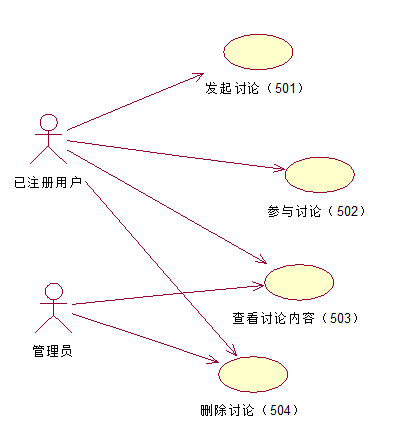 发起讨论（501）
已注册用户
参与讨论（502）
查看讨论内容（503）
管理员
删除讨论（504）